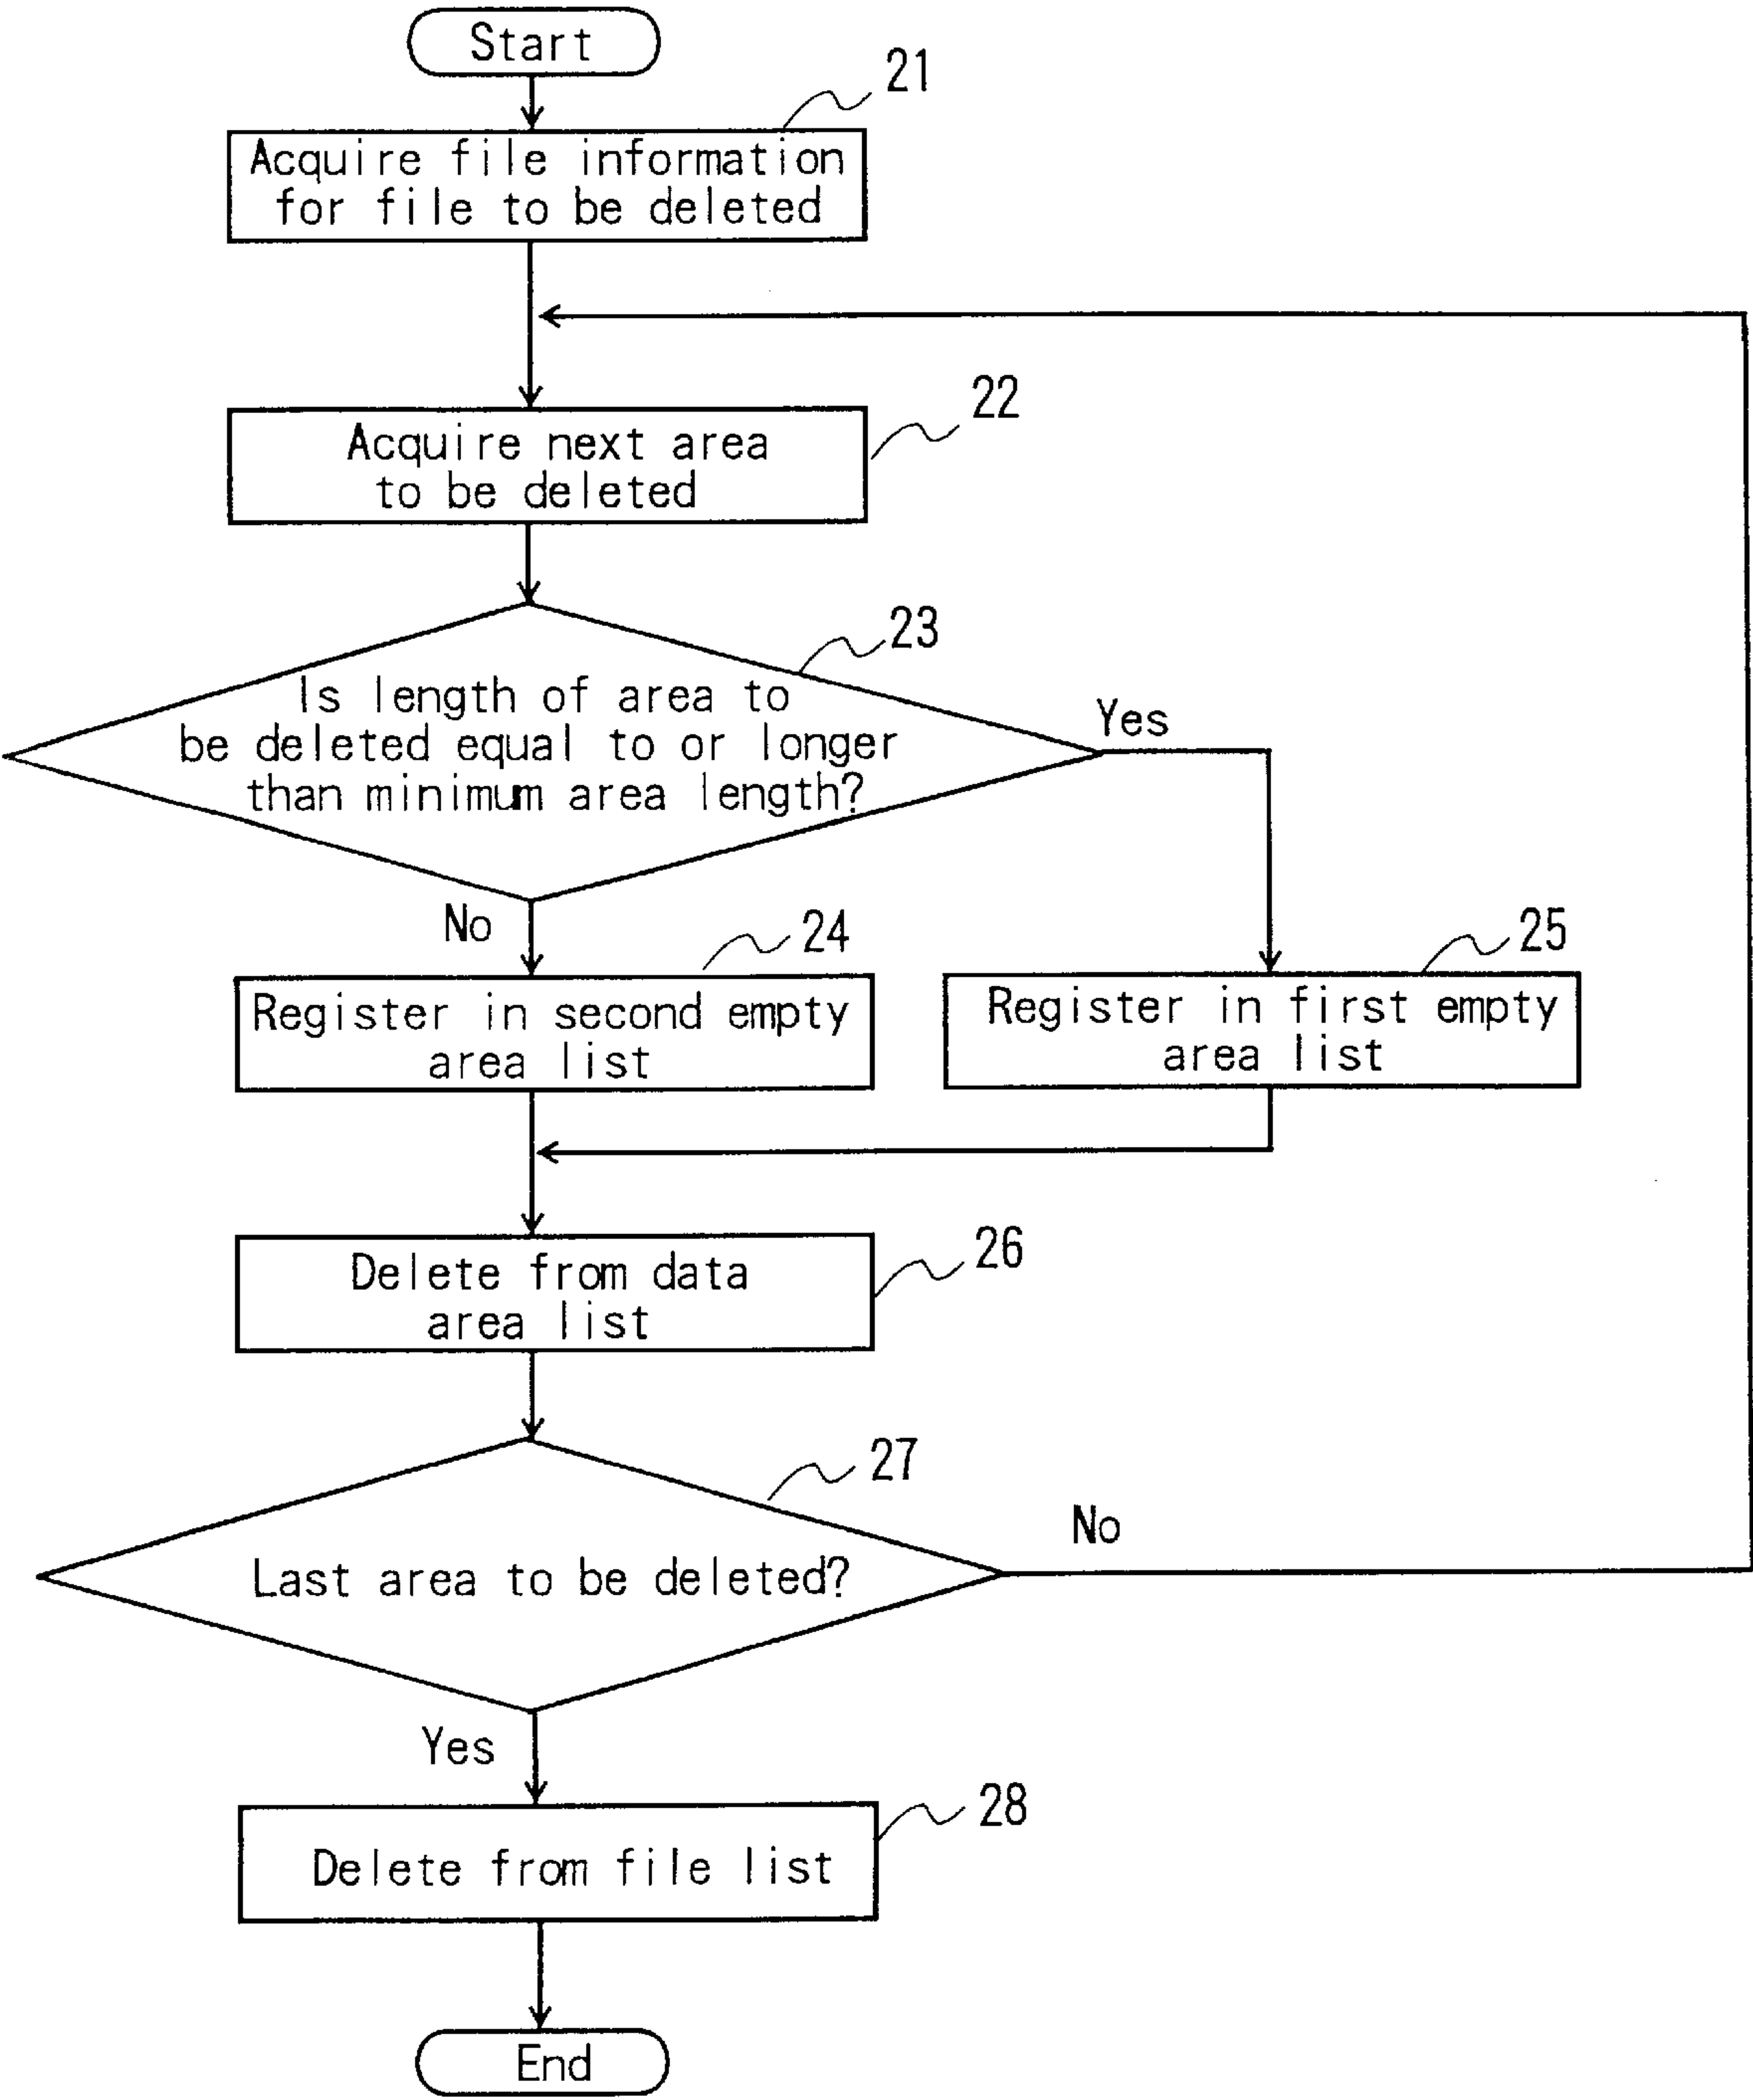 Start
21
Acquire file information
for file to be deleted
22
Acquire next area
to be deleted
23
Is length of area to
be deleted equal to or longer
than minimum area length?
Yes
No
24
Register in second empty
area list
25
Register in first empty
area list
26
Delete from data
area list
27
Last area to be deleted?
No
Yes
28
Delete from file list
End